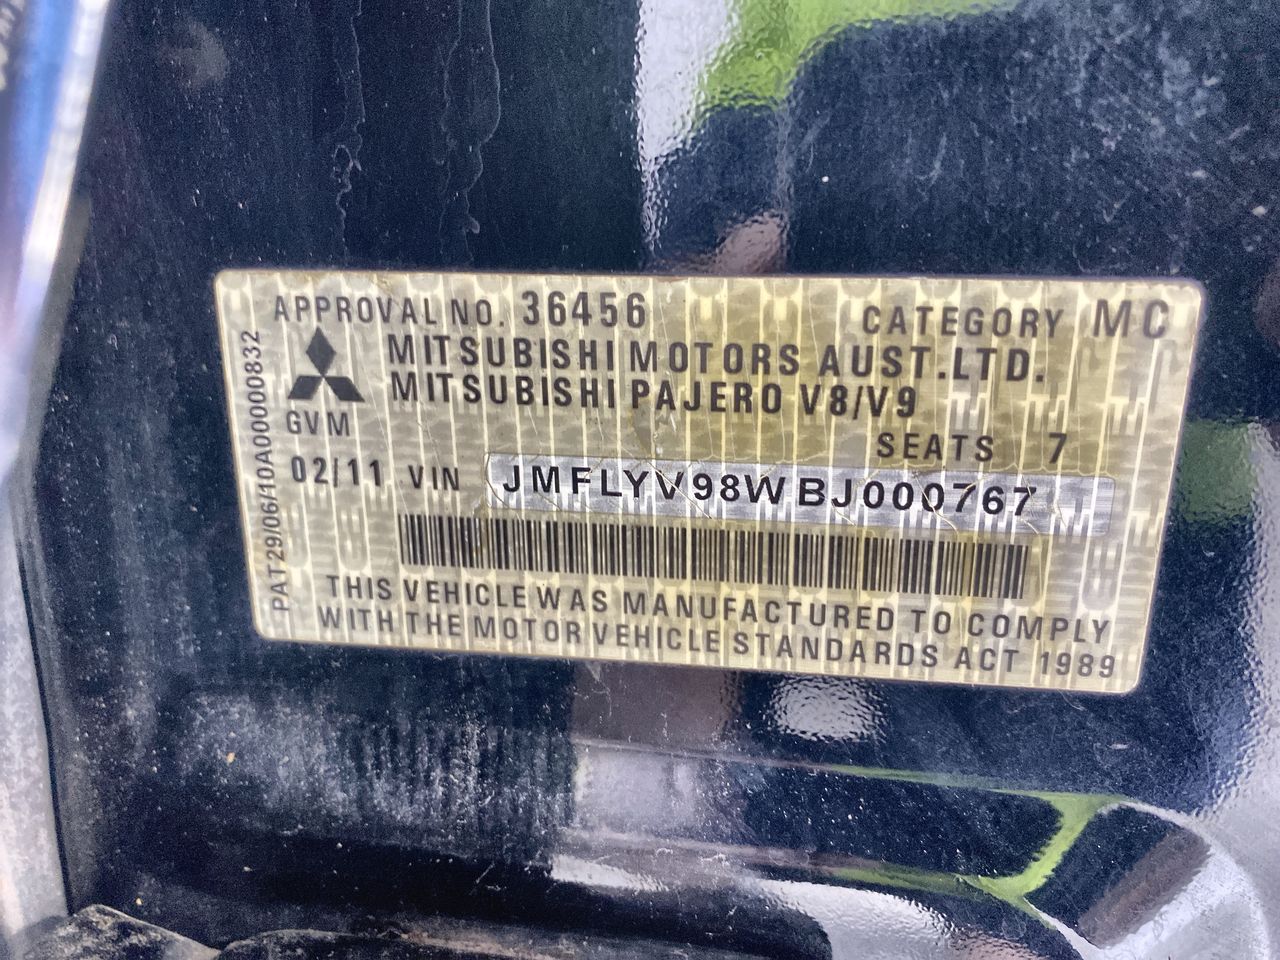 APPROVAL NO. 36456 CATEGORY MC
MITSUBISHI MOTORS AUST.LTD.
MITSUBISHI PAJERO V8/V9
GVM
SEATS 7
02/11 VIN JMFLYV98WBJ000767
THIS VEHICLE WAS MANUFACTURED TO COMPLY
WITH THE MOTOR VEHICLE STANDARDS ACT 1989
PAT29/06/10A00000832